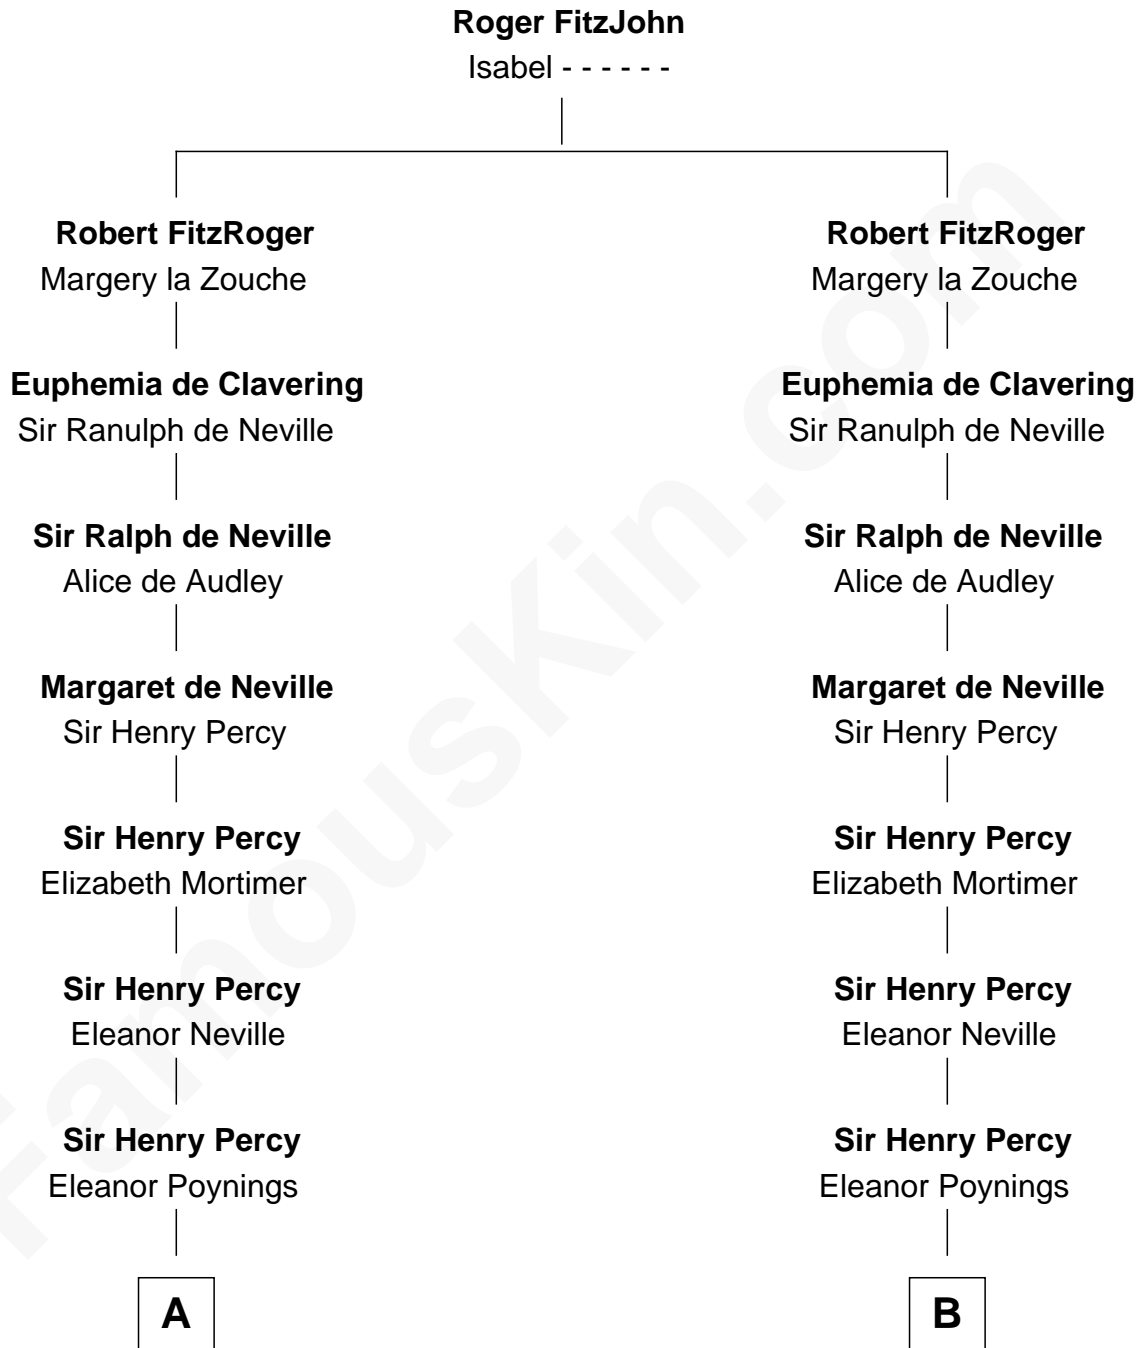 Roger FitzJohn
Isabel - - - - - -
Robert FitzRoger
Margery la Zouche
Euphemia de Clavering
Sir Ranulph de Neville
Sir Ralph de Neville
Alice de Audley
Margaret de Neville
Sir Henry Percy
Sir Henry Percy
Elizabeth Mortimer
Sir Henry Percy
Eleanor Neville
Sir Henry Percy
Eleanor Poynings
A
Robert FitzRoger
Margery la Zouche
Euphemia de Clavering
Sir Ranulph de Neville
Sir Ralph de Neville
Alice de Audley
Margaret de Neville
Sir Henry Percy
Sir Henry Percy
Elizabeth Mortimer
Sir Henry Percy
Eleanor Neville
Sir Henry Percy
Eleanor Poynings
B
FamousKin.com